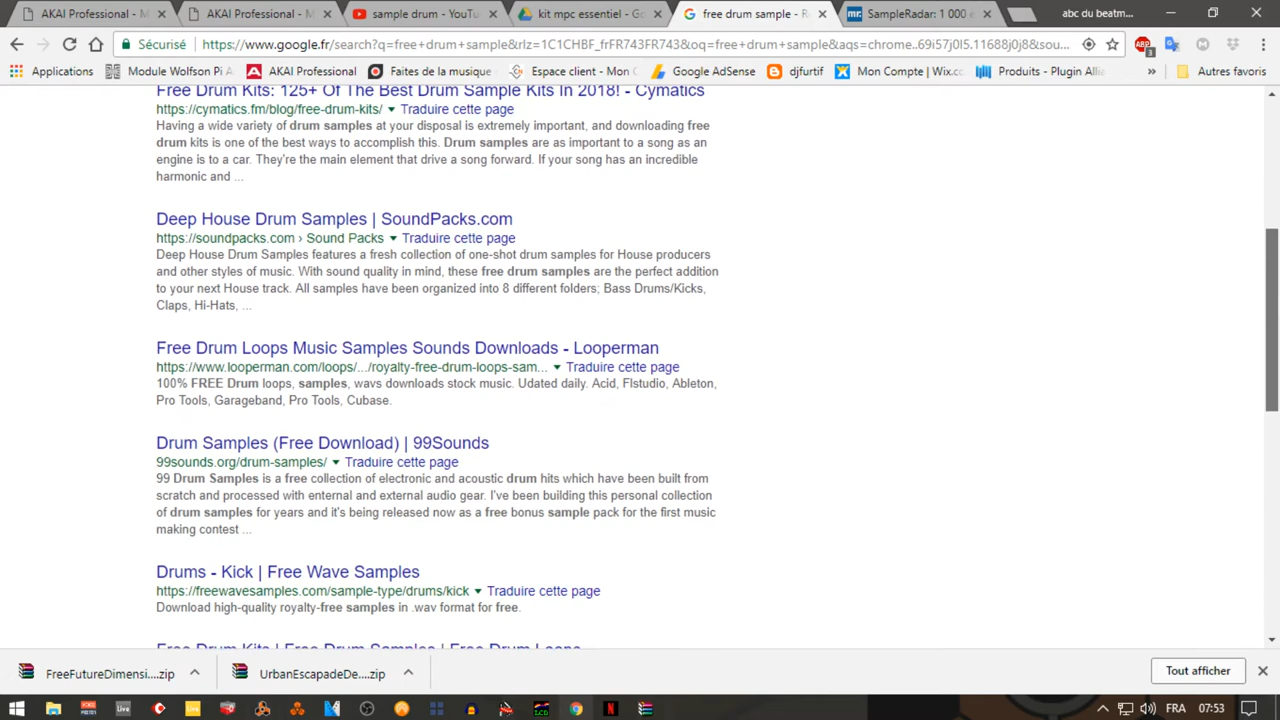 AKAI Professional - M
AKAI Professional - M
sample drum - YouTu
kit mpc essentiel - Go
free drum sample - R
mr. SampleRadar: 1 000 e
abc du beatm...
Sécurisé https://www.google.fr/search?q=free+drum+sample&rlz=1C1CHBF_frFR743FR743&oq=free+drum+sample&aqs=chrome..69i57j0l5.11688j0j8&sou...
ABP 3
Applications
Module Wolfson Pi
AKAI Professional
Faites de la musique
Espace client - Mon C
Google AdSense
djfurtif
Mon Compte | Wix.co
Produits - Plugin Allia
»
Autres favoris
Free Drum Kits: 125+ Of The Best Drum Sample Kits In 2018! - Cymatics
https://cymatics.fm/blog/free-drum-kits/ ▼ Traduire cette page
Having a wide variety of drum samples at your disposal is extremely important, and downloading free
drum kits is one of the best ways to accomplish this. Drum samples are as important to a song as an
engine is to a car. They're the main element that drive a song forward. If your song has an incredible
harmonic and ...
Deep House Drum Samples | SoundPacks.com
https://soundpacks.com › Sound Packs ▼ Traduire cette page
Deep House Drum Samples features a fresh collection of one-shot drum samples for House producers
and other styles of music. With sound quality in mind, these free drum samples are the perfect addition
to your next House track. All samples have been organized into 8 different folders; Bass Drums/Kicks,
Claps, Hi-Hats, ...
Free Drum Loops Music Samples Sounds Downloads - Looperman
https://www.looperman.com/loops/.../royalty-free-drum-loops-sam... ▼ Traduire cette page
100% FREE Drum loops, samples, wavs downloads stock music. Udated daily. Acid, Flstudio, Ableton,
Pro Tools, Garageband, Pro Tools, Cubase.
Drum Samples (Free Download) | 99Sounds
99sounds.org/drum-samples/ ▼ Traduire cette page
99 Drum Samples is a free collection of electronic and acoustic drum hits which have been built from
scratch and processed with enternal and external audio gear. I've been building this personal collection
of drum samples for years and it's being released now as a free bonus sample pack for the first music
making contest ...
Drums - Kick | Free Wave Samples
https://freewavesamples.com/sample-type/drums/kick ▼ Traduire cette page
Download high-quality royalty-free samples in .wav format for free.
Free Drum Kits | Free Drum Samples | Free Drum Loops
FreeFutureDimensi....zip
UrbanEscapadeDe....zip
Tout afficher
Live
LCD
N
FRA
07:53